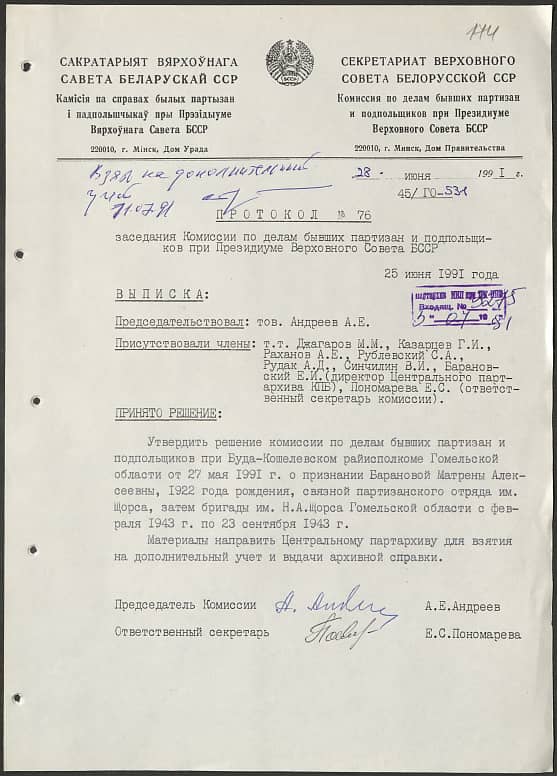 144
САКРАТАРЫЯТ ВЯРХОЎНАГА
САВЕТА БЕЛАРУСКАЙ ССР
Камісія па справах былых партызан
і падпольшчыкаў пры Прэзідыуме
Вярхоўнага Савета БССР
220010, г. Мінск, Дом Урада
СЕКРЕТАРИАТ ВЕРХОВНОГО
СОВЕТА БЕЛОРУССКОЙ ССР
Комиссия по делам бывших партизан
и подпольщиков при Президиуме
Верховного Совета БССР
220010, г. Минск, Дом Правительства
Взят на дополнительный
учёт
28 июня 1991 г.
45/ГО-531
ПРОТОКОЛ № 76
заседания Комиссии по делам бывших партизан и подпольщи-
ков при Президиуме Верховного Совета БССР
25 июня 1991 года
ВЫПИСКА:
Входящ. №
Председательствовал: тов. Андреев А.Е.
Присутствовали члены: т.т. Джагаров М.М., Казарцев Г.И.,
Раханов А.Е., Рублевский С.А.,
Рудак А.Д., Синчилин В.И., Баранов-
ский Е.И.(директор Центрального парт-
архива КПБ), Пономарева Е.С. (ответст-
венный секретарь комиссии).
ПРИНЯТО РЕШЕНИЕ:
Утвердить решение комиссии по делам бывших партизан и
подпольщиков при Буда-Кошелевском райисполкоме Гомельской
области от 27 мая 1991 г. о признании Барановой Матрены Алек-
сеевны, 1922 года рождения, связной партизанского отряда им.
Щорса, затем бригады им. Н.А.Щорса Гомельской области с фев-
раля 1943 г. по 23 сентября 1943 г.
Материалы направить Центральному партархиву для взятия
на дополнительный учет и выдачи архивной справки.
Председатель Комиссии А.Е.Андреев
Ответственный секретарь Е.С.Пономарева